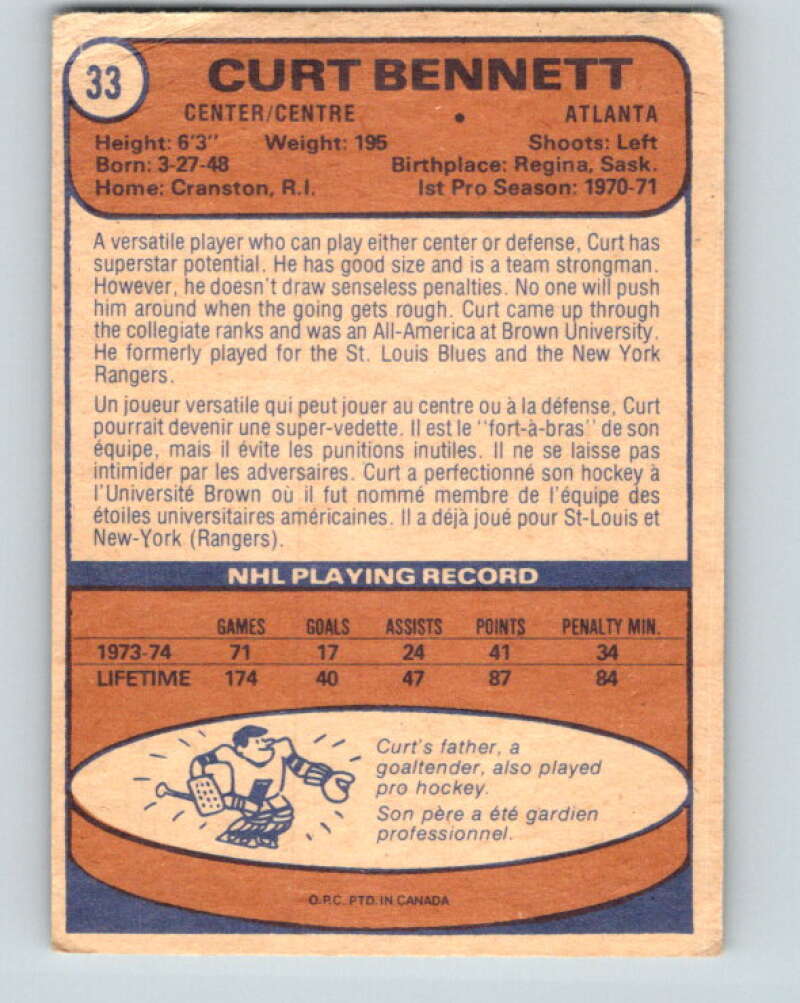 33
CURT BENNETT
CENTER/CENTRE • ATLANTA
Height: 6'3" Weight: 195 Shoots: Left
Born: 3-27-48 Birthplace: Regina, Sask.
Home: Cranston, R.I. 1st Pro Season: 1970-71
A versatile player who can play either center or defense, Curt has
superstar potential. He has good size and is a team strongman.
However, he doesn't draw senseless penalties. No one will push
him around when the going gets rough. Curt came up through
the collegiate ranks and was an All-America at Brown University.
He formerly played for the St. Louis Blues and the New York
Rangers.
Un joueur versatile qui peut jouer au centre ou à la défense, Curt
pourrait devenir une super-vedette. Il est le "fort-à-bras" de son
équipe, mais il évite les punitions inutiles. Il ne se laisse pas
intimider par les adversaires. Curt a perfectionné son hockey à
l'Université Brown où il fut nommé membre de l'équipe des
étoiles universitaires américaines. Il a déjà joué pour St-Louis et
New-York (Rangers).
NHL PLAYING RECORD
GAMES GOALS ASSISTS POINTS PENALTY MIN.
1973-74 71 17 24 41 34
LIFETIME 174 40 47 87 84
Curt's father, a
goaltender, also played
pro hockey.
Son père a été gardien
professionnel.
O.P.C. PTD. IN CANADA